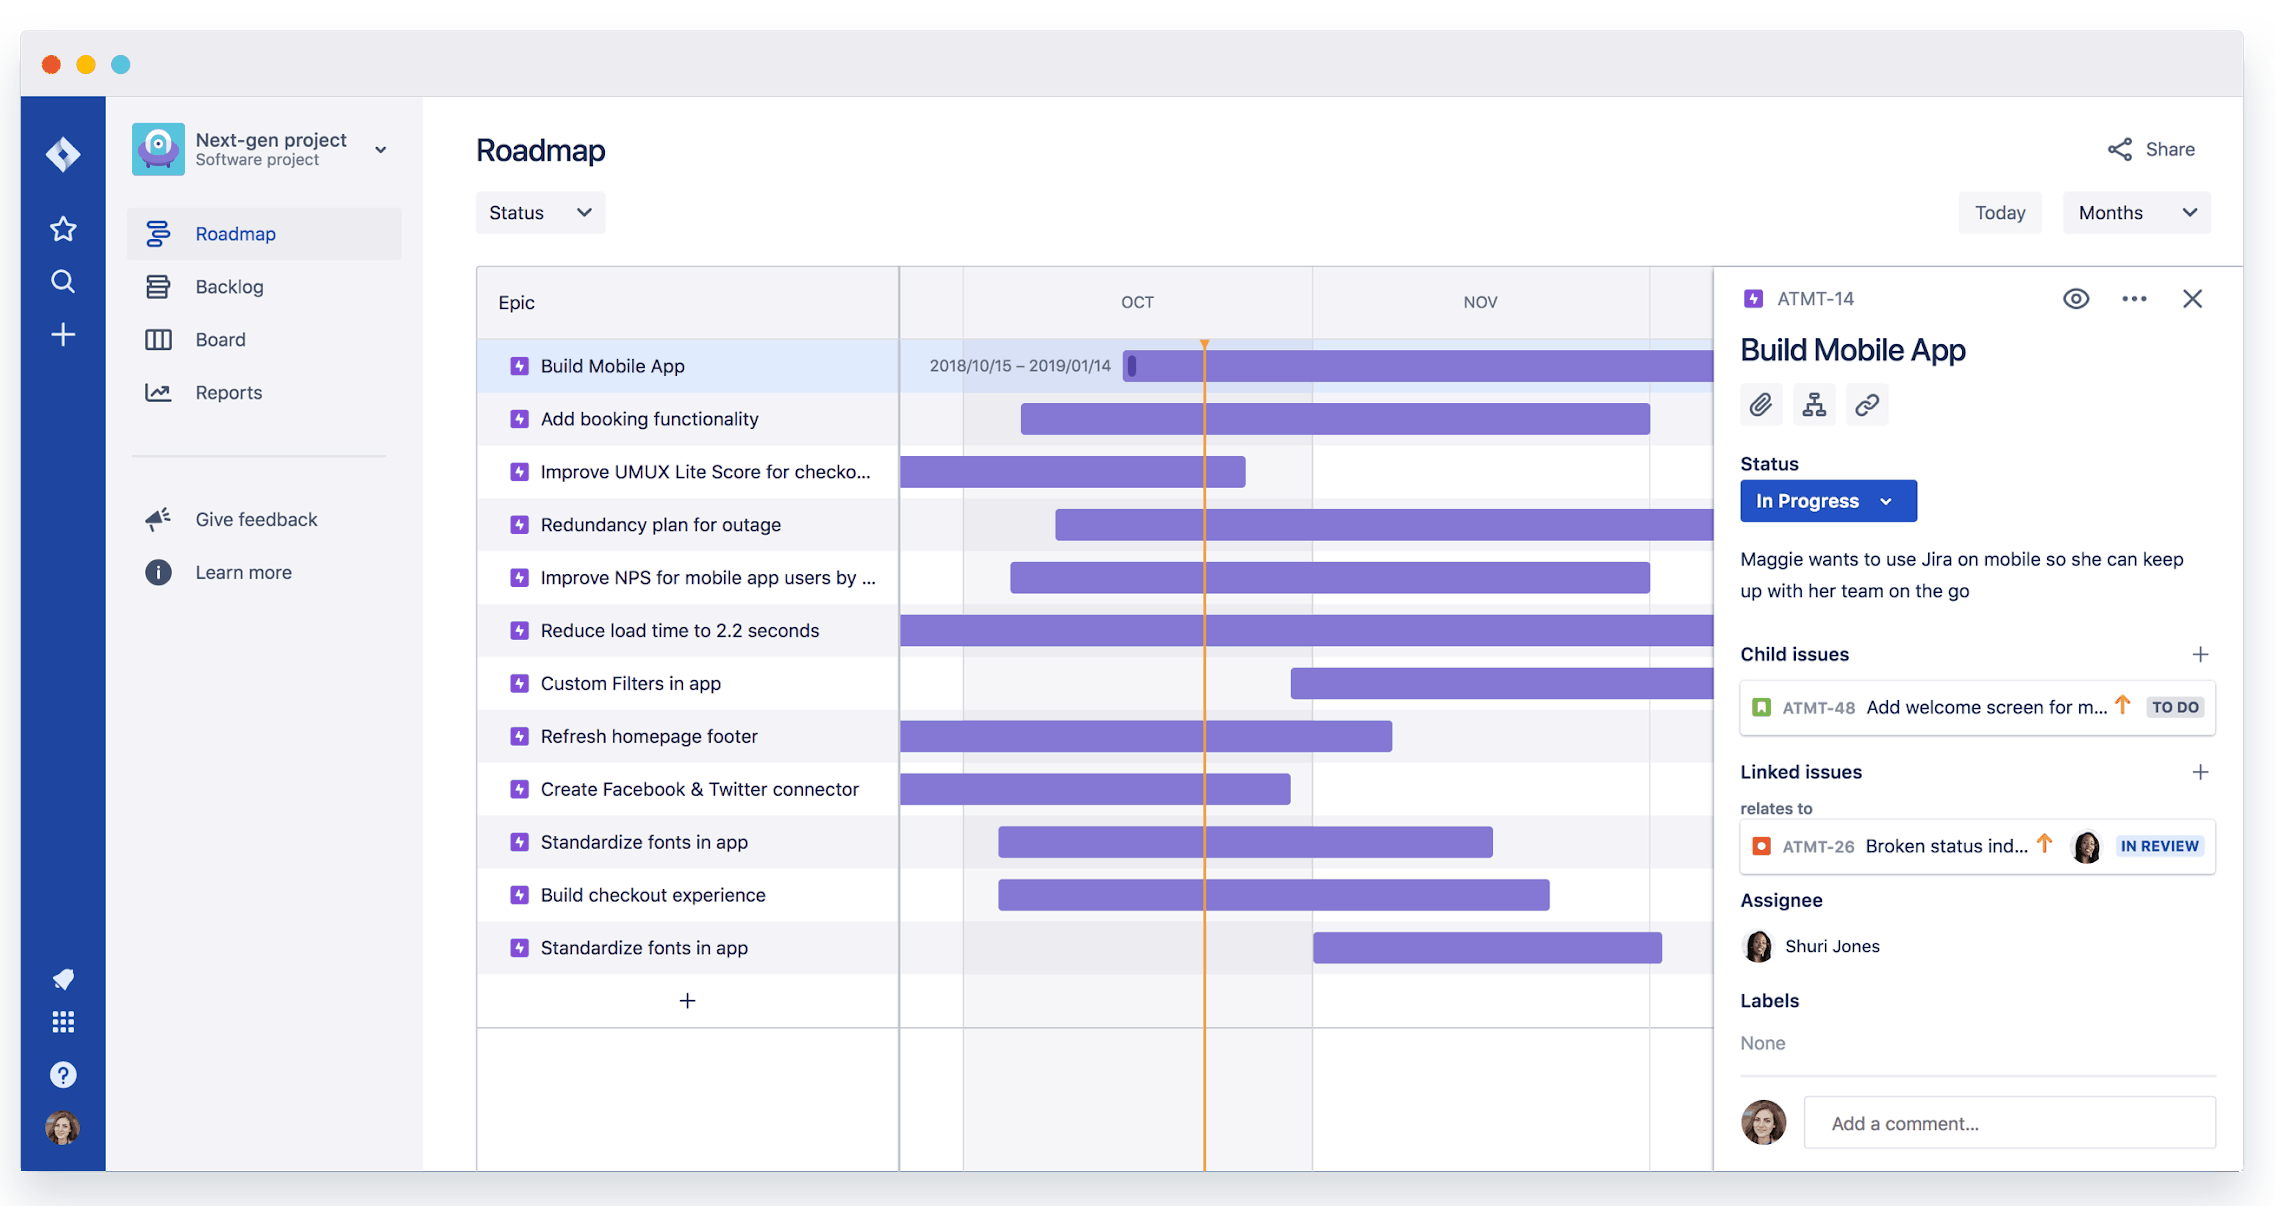 Next-gen project
Software project
Roadmap
Backlog
Board
Reports
Give feedback
Learn more
Roadmap
Share
Status
Today
Months
Epic
OCT
NOV
Build Mobile App
2018/10/15 – 2019/01/14
Add booking functionality
Improve UMUX Lite Score for checko...
Redundancy plan for outage
Improve NPS for mobile app users by ...
Reduce load time to 2.2 seconds
Custom Filters in app
Refresh homepage footer
Create Facebook & Twitter connector
Standardize fonts in app
Build checkout experience
Standardize fonts in app
ATMT-14
Build Mobile App
Status
In Progress
Maggie wants to use Jira on mobile so she can keep
up with her team on the go
Child issues
ATMT-48 Add welcome screen for m... TO DO
Linked issues
relates to
ATMT-26 Broken status ind... IN REVIEW
Assignee
Shuri Jones
Labels
None
Add a comment...